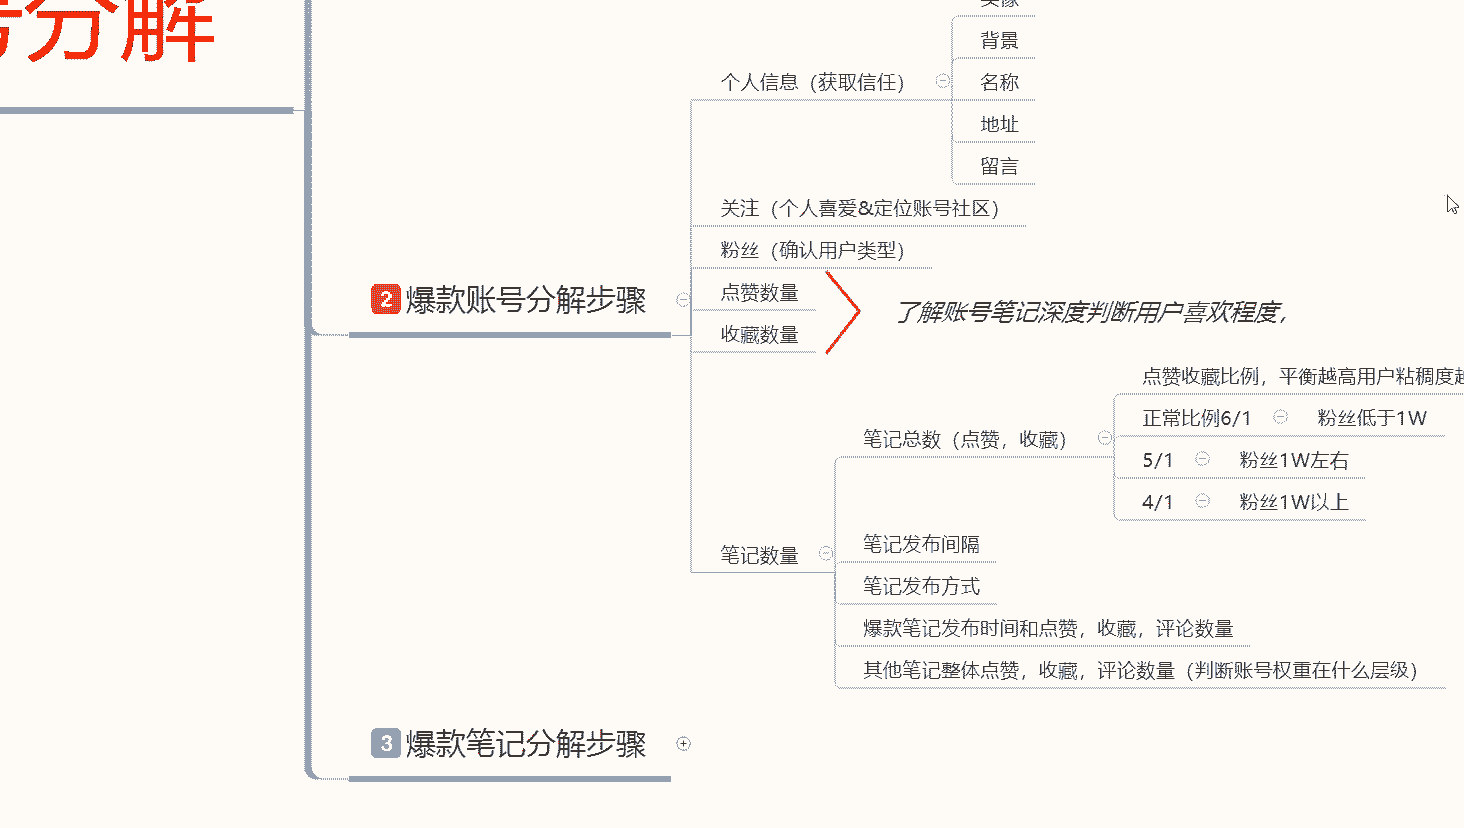 号分解
头像
背景
个人信息（获取信任）
名称
地址
留言
关注（个人喜爱&定位账号社区）
粉丝（确认用户类型）
2 爆款账号分解步骤
点赞数量
了解账号笔记深度判断用户喜欢程度，
收藏数量
点赞收藏比例，平衡越高用户粘稠度越
正常比例6/1 粉丝低于1W
笔记总数（点赞，收藏）
5/1 粉丝1W左右
4/1 粉丝1W以上
笔记数量
笔记发布间隔
笔记发布方式
爆款笔记发布时间和点赞，收藏，评论数量
其他笔记整体点赞，收藏，评论数量（判断账号权重在什么层级）
3 爆款笔记分解步骤